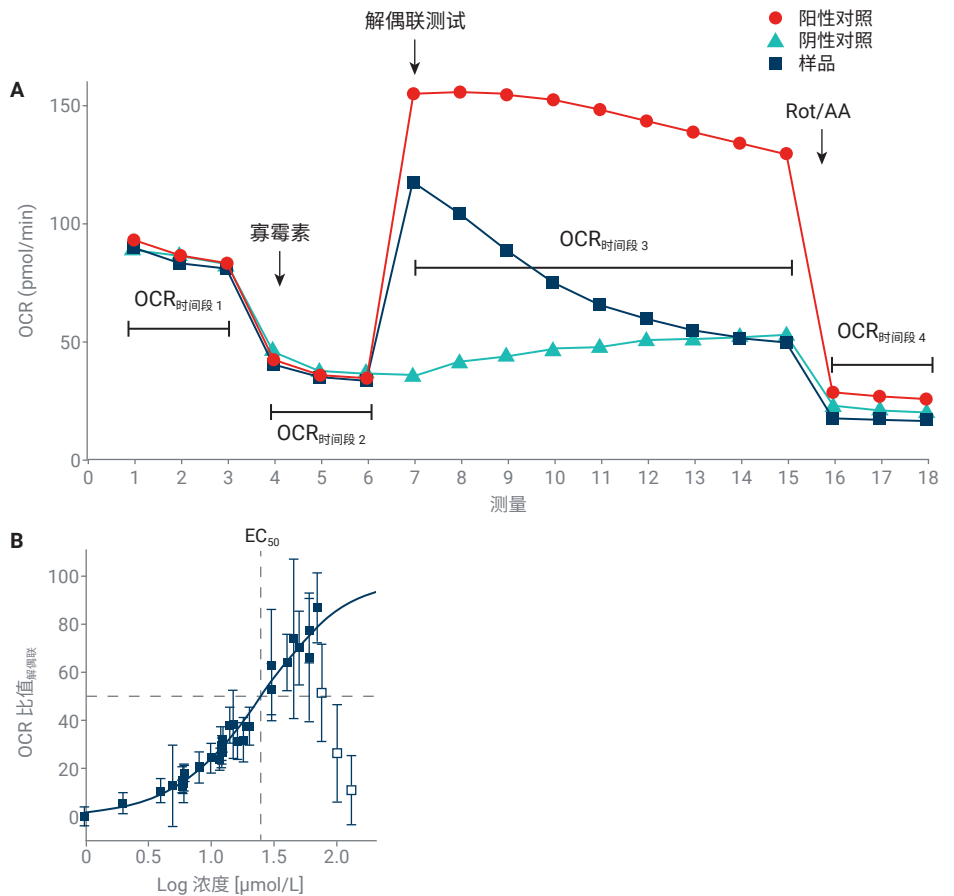 解偶联测试
阳性对照
阴性对照
样品
A
150
Rot/AA
寡霉素
100
OCR时间段 3
OCR (pmol/min)
OCR时间段 1
50
OCR时间段 4
OCR时间段 2
0
0 1 2 3 4 5 6 7 8 9 10 11 12 13 14 15 16 17 18
测量
B
EC50
100
80
60
OCR 比值解偶联
40
20
0
0 0.5 1.0 1.5 2.0
Log 浓度 [µmol/L]